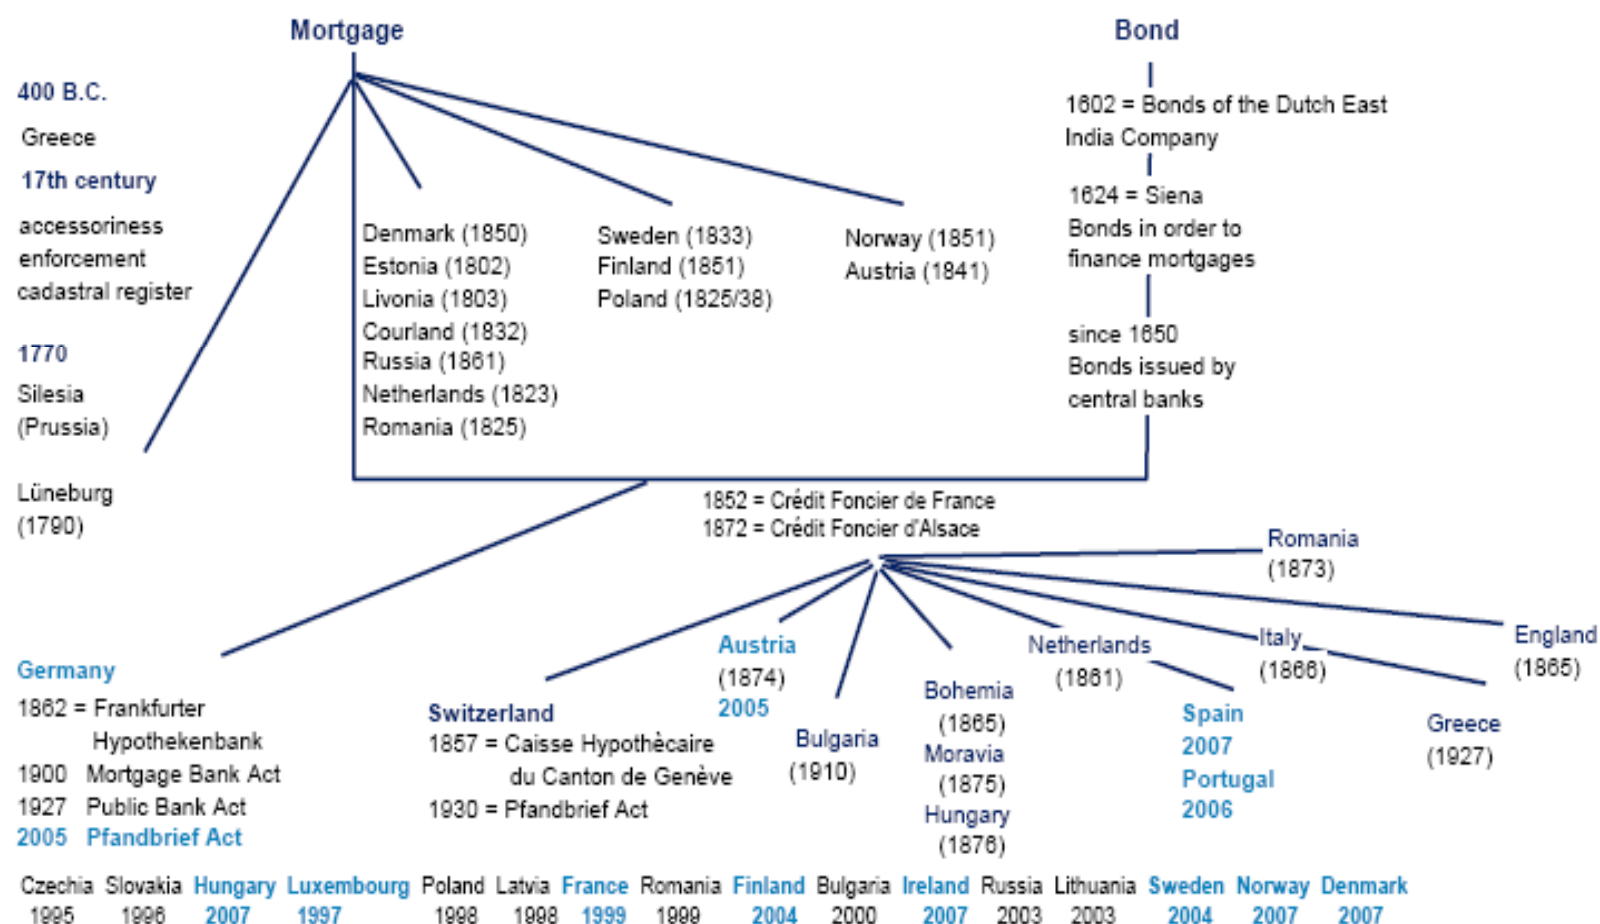 Mortgage
Bond
400 B.C.
Greece
17th century
accessoriness
enforcement
cadastral register
1770
Silesia
(Prussia)
Lüneburg
(1790)
Denmark (1850)
Estonia (1802)
Livonia (1803)
Courland (1832)
Russia (1861)
Netherlands (1823)
Romania (1825)
Sweden (1833)
Finland (1851)
Poland (1825/38)
Norway (1851)
Austria (1841)
1602 = Bonds of the Dutch East
India Company
1624 = Siena
Bonds in order to
finance mortgages
since 1650
Bonds issued by
central banks
1852 = Crédit Foncier de France
1872 = Crédit Foncier d'Alsace
Germany
1862 = Frankfurter
Hypothekenbank
1900 Mortgage Bank Act
1927 Public Bank Act
2005 Pfandbrief Act
Switzerland
1857 = Caisse Hypothècaire
du Canton de Genève
1930 = Pfandbrief Act
Austria
(1874)
2005
Bulgaria
(1910)
Bohemia
(1865)
Moravia
(1875)
Hungary
(1876)
Netherlands
(1861)
Spain
2007
Portugal
2006
Romania
(1873)
Italy
(1866)
England
(1865)
Greece
(1927)
Czechia Slovakia Hungary Luxembourg Poland Latvia France Romania Finland Bulgaria Ireland Russia Lithuania Sweden Norway Denmark
1995 1996 2007 1997 1998 1998 1999 1999 2004 2000 2007 2003 2003 2004 2007 2007